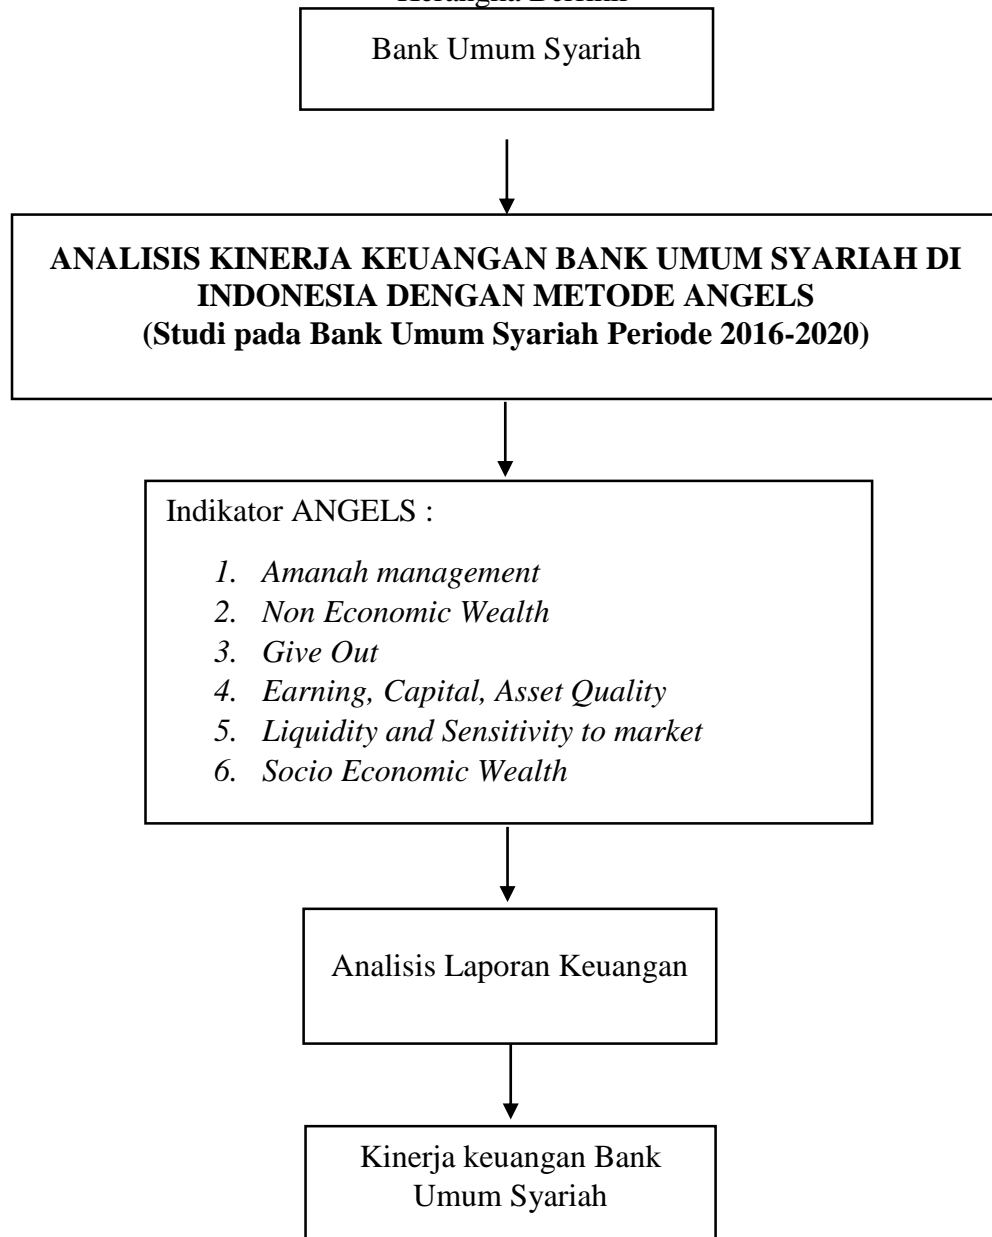 Bank Umum Syariah
ANALISIS KINERJA KEUANGAN BANK UMUM SYARIAH DI
INDONESIA DENGAN METODE ANGELS
(Studi pada Bank Umum Syariah Periode 2016-2020)
Indikator ANGELS :
1. Amanah management
2. Non Economic Wealth
3. Give Out
4. Earning, Capital, Asset Quality
5. Liquidity and Sensitivity to market
6. Socio Economic Wealth
Analisis Laporan Keuangan
Kinerja keuangan Bank
Umum Syariah